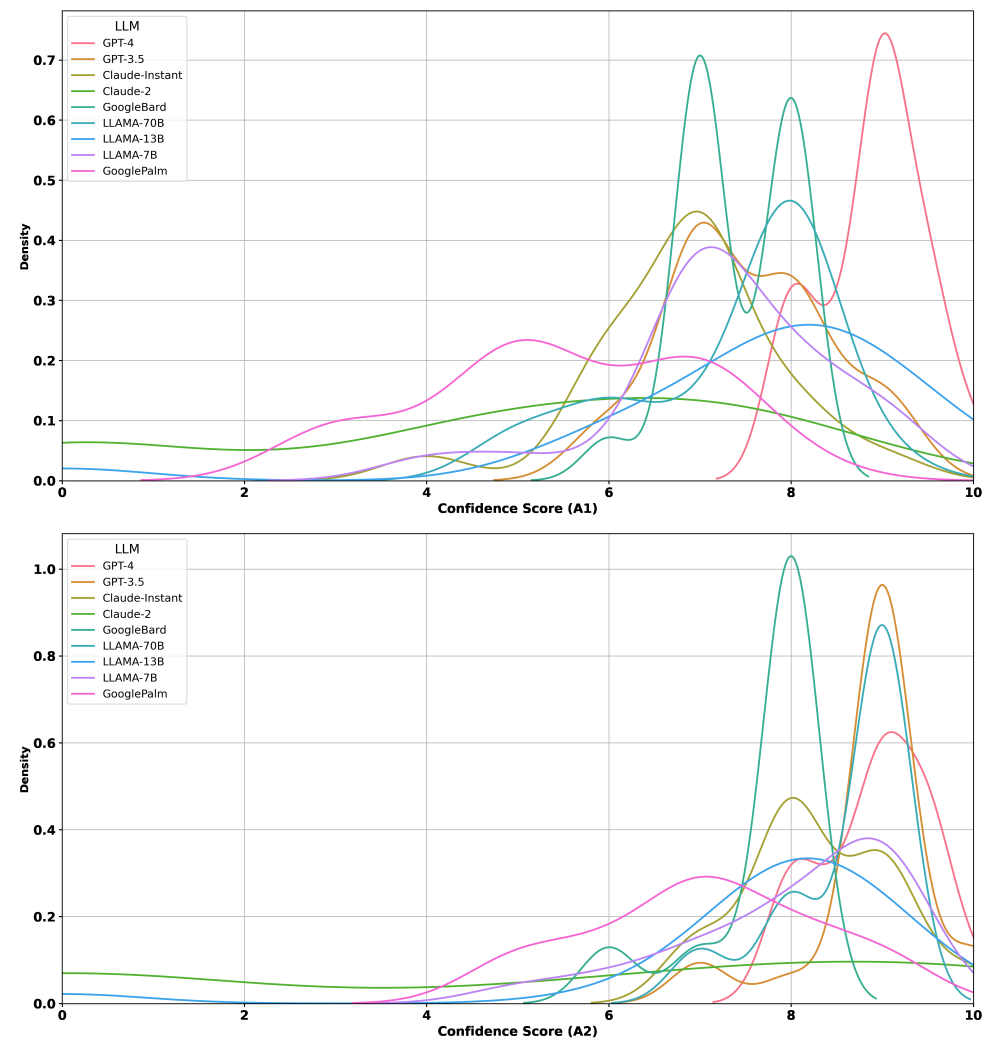 LLM
GPT-4
GPT-3.5
Claude-Instant
Claude-2
GoogleBard
LLAMA-70B
LLAMA-13B
LLAMA-7B
GooglePalm
0.7
0.6
0.5
0.4
0.3
0.2
0.1
0.0
Density
0 2 4 6 8 10
Confidence Score (A1)
LLM
GPT-4
GPT-3.5
Claude-Instant
Claude-2
GoogleBard
LLAMA-70B
LLAMA-13B
LLAMA-7B
GooglePalm
1.0
0.8
0.6
0.4
0.2
0.0
Density
0 2 4 6 8 10
Confidence Score (A2)